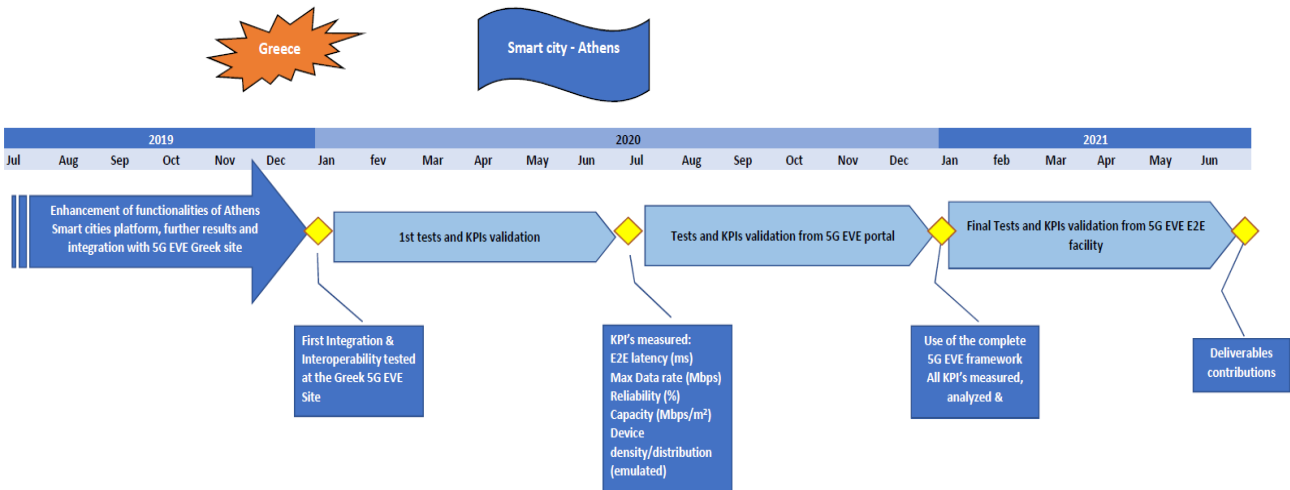 Greece
Smart city - Athens
2019
2020
2021
Jul Aug Sep Oct Nov Dec Jan fev Mar Apr May Jun Jul Aug Sep Oct Nov Dec Jan feb Mar Apr May Jun
Enhancement of functionalities of Athens
Smart cities platform, further results and
integration with 5G EVE Greek site
1st tests and KPIs validation
Tests and KPIs validation from 5G EVE portal
Final Tests and KPIs validation from 5G EVE E2E
facility
First Integration &
Interoperability tested
at the Greek 5G EVE
Site
KPI's measured:
E2E latency (ms)
Max Data rate (Mbps)
Reliability (%)
Capacity (Mbps/m²)
Device
density/distribution
(emulated)
Use of the complete
5G EVE framework
All KPI's measured,
analyzed &
Deliverables
contributions